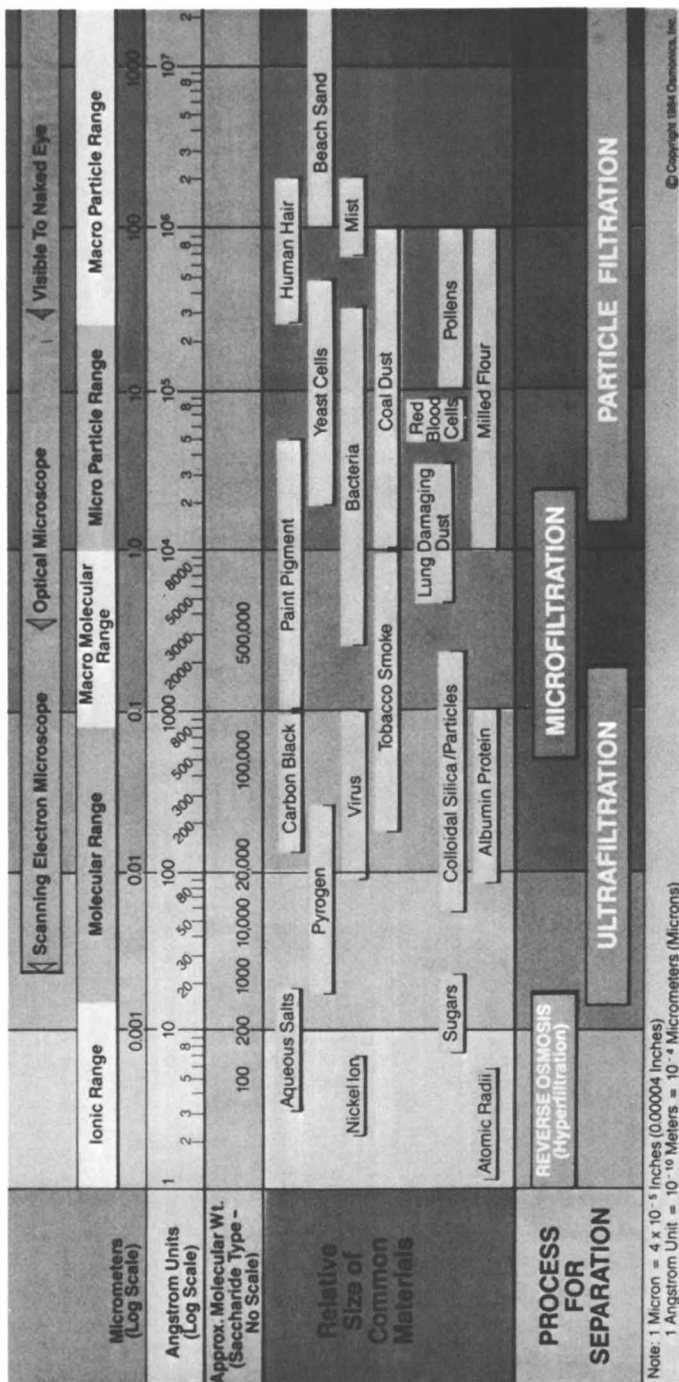 Scanning Electron Microscope
Optical Microscope
Visible To Naked Eye
Ionic Range
Molecular Range
Macro Molecular
Range
Micro Particle Range
Macro Particle Range
Micrometers
(Log Scale)
0.001
0.01
0.1
1.0
10
100
1000
Angstrom Units
(Log Scale)
1
2
3
5
8
10
20
30
50
80
100
200
300
500
800
1000
2000
3000
5000
8000
10⁴
2
3
5
8
10⁵
2
3
5
8
10⁶
2
3
5
8
10⁷
2
Approx. Molecular Wt.
(Saccharide Type –
No Scale)
100
200
1000
10,000
20,000
100,000
500,000
Relative
Size of
Common
Materials
Aqueous Salts
Carbon Black
Paint Pigment
Human Hair
Pyrogen
Yeast Cells
Beach Sand
Nickel Ion
Virus
Bacteria
Mist
Tobacco Smoke
Coal Dust
Sugars
Colloidal Silica/Particles
Lung Damaging
Dust
Red
Blood
Cells
Pollens
Atomic Radii
Albumin Protein
Milled Flour
PROCESS
FOR
SEPARATION
REVERSE OSMOSIS
(Hyperfiltration)
MICROFILTRATION
ULTRAFILTRATION
PARTICLE FILTRATION
Note: 1 Micron = 4 x 10⁻⁵ Inches (0.00004 Inches)
1 Angstrom Unit = 10⁻¹⁰ Meters = 10⁻⁴ Micrometers (Microns)
© Copyright 1984 Osmonics, Inc.